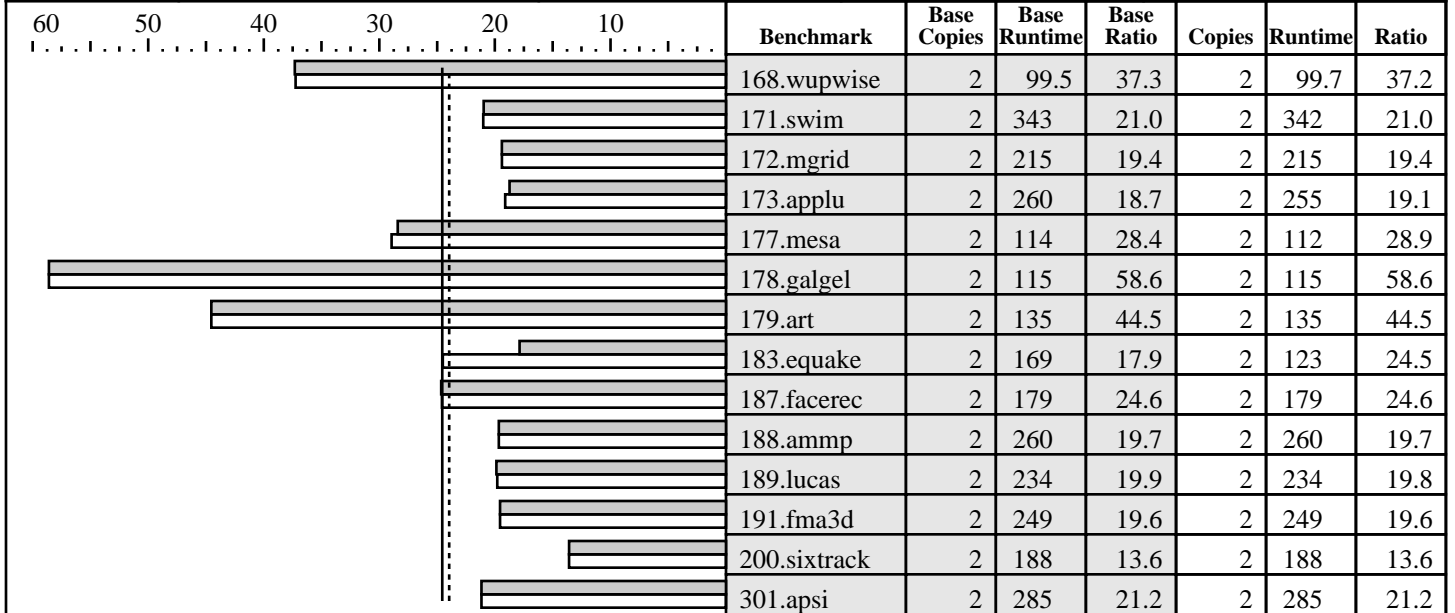 60 50 40 30 20 10
Benchmark Base Copies Base Runtime Base Ratio Copies Runtime Ratio
168.wupwise 2 99.5 37.3 2 99.7 37.2
171.swim 2 343 21.0 2 342 21.0
172.mgrid 2 215 19.4 2 215 19.4
173.applu 2 260 18.7 2 255 19.1
177.mesa 2 114 28.4 2 112 28.9
178.galgel 2 115 58.6 2 115 58.6
179.art 2 135 44.5 2 135 44.5
183.equake 2 169 17.9 2 123 24.5
187.facerec 2 179 24.6 2 179 24.6
188.ammp 2 260 19.7 2 260 19.7
189.lucas 2 234 19.9 2 234 19.8
191.fma3d 2 249 19.6 2 249 19.6
200.sixtrack 2 188 13.6 2 188 13.6
301.apsi 2 285 21.2 2 285 21.2